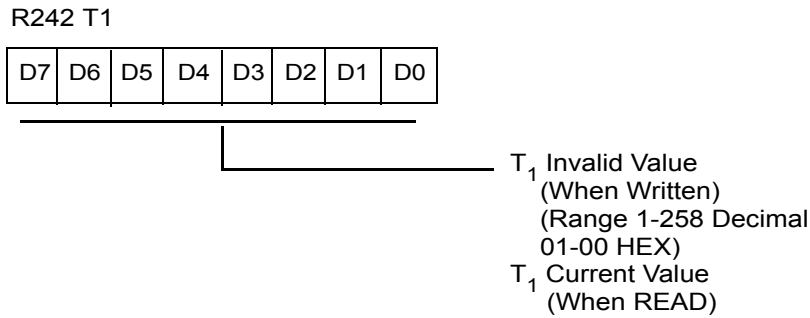 R242 T1
D7 D6 D5 D4 D3 D2 D1 D0
T1 Invalid Value
(When Written)
(Range 1-258 Decimal
01-00 HEX)
T1 Current Value
(When READ)